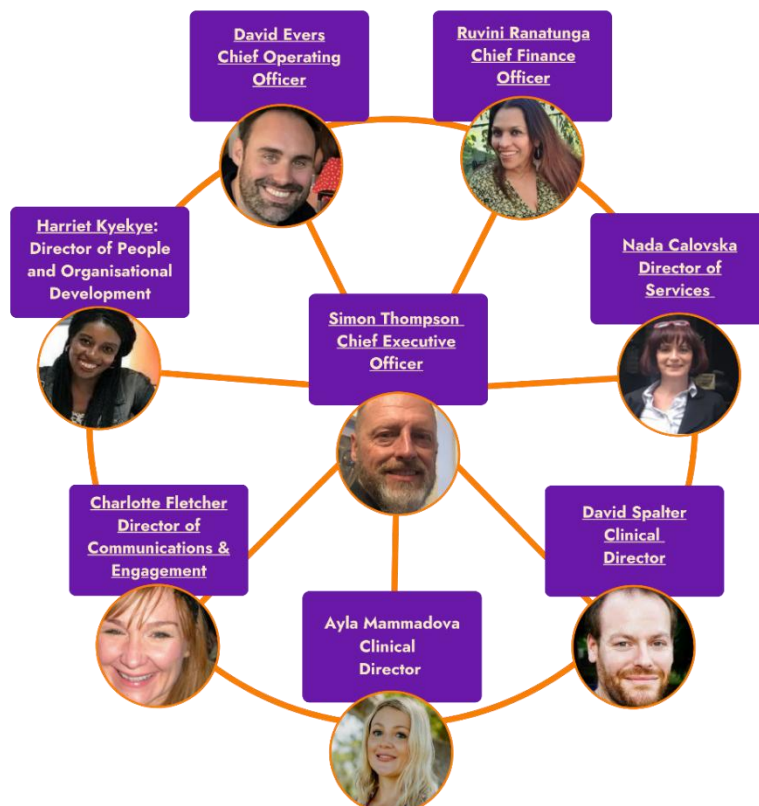 David Evers
Chief Operating
Officer
Ruvini Ranatunga
Chief Finance
Officer
Harriet Kyekye:
Director of People
and Organisational
Development
Nada Calovska
Director of
Services
Simon Thompson
Chief Executive
Officer
Charlotte Fletcher
Director of
Communications &
Engagement
David Spalter
Clinical
Director
Ayla Mammadova
Clinical
Director